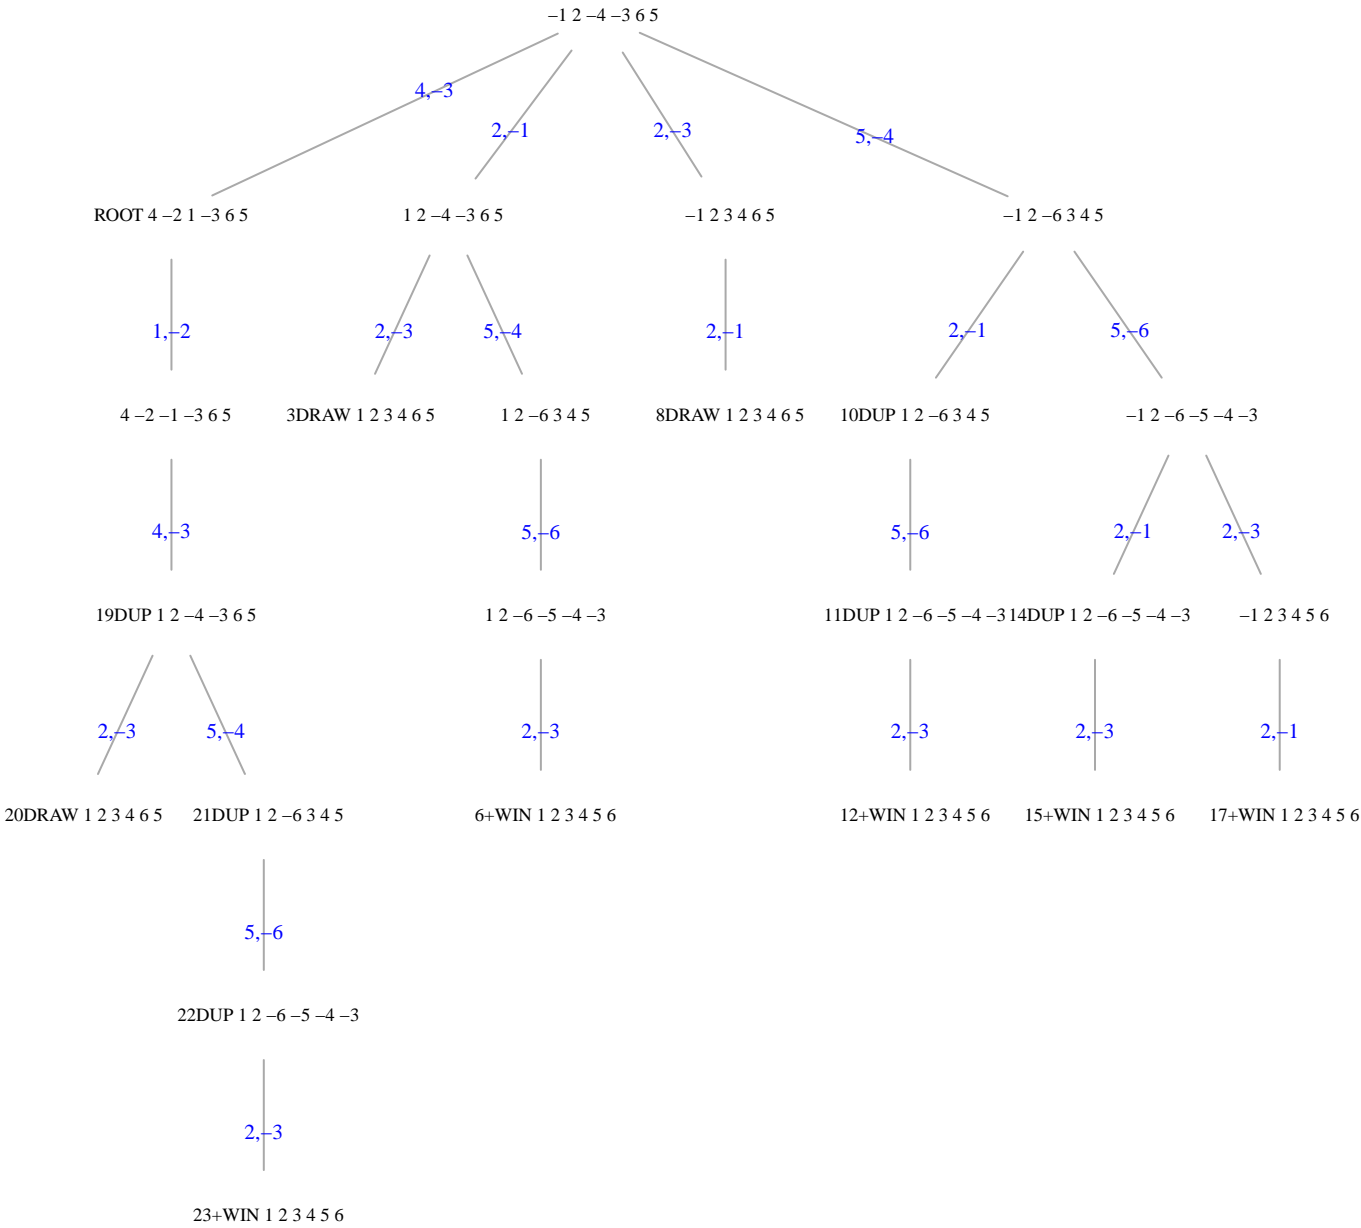 –1 2 –4 –3 6 5
4,–3
2,–1
2,–3
5,–4
ROOT 4 –2 1 –3 6 5
1 2 –4 –3 6 5
–1 2 3 4 6 5
–1 2 –6 3 4 5
1,–2
2,–3
5,–4
2,–1
2,–1
5,–6
4 –2 –1 –3 6 5
3DRAW 1 2 3 4 6 5
1 2 –6 3 4 5
8DRAW 1 2 3 4 6 5
10DUP 1 2 –6 3 4 5
–1 2 –6 –5 –4 –3
4,–3
5,–6
5,–6
2,–1
2,–3
19DUP 1 2 –4 –3 6 5
1 2 –6 –5 –4 –3
11DUP 1 2 –6 –5 –4 –3
14DUP 1 2 –6 –5 –4 –3
–1 2 3 4 5 6
2,–3
5,–4
2,–3
2,–3
2,–3
2,–1
20DRAW 1 2 3 4 6 5
21DUP 1 2 –6 3 4 5
6+WIN 1 2 3 4 5 6
12+WIN 1 2 3 4 5 6
15+WIN 1 2 3 4 5 6
17+WIN 1 2 3 4 5 6
5,–6
22DUP 1 2 –6 –5 –4 –3
2,–3
23+WIN 1 2 3 4 5 6